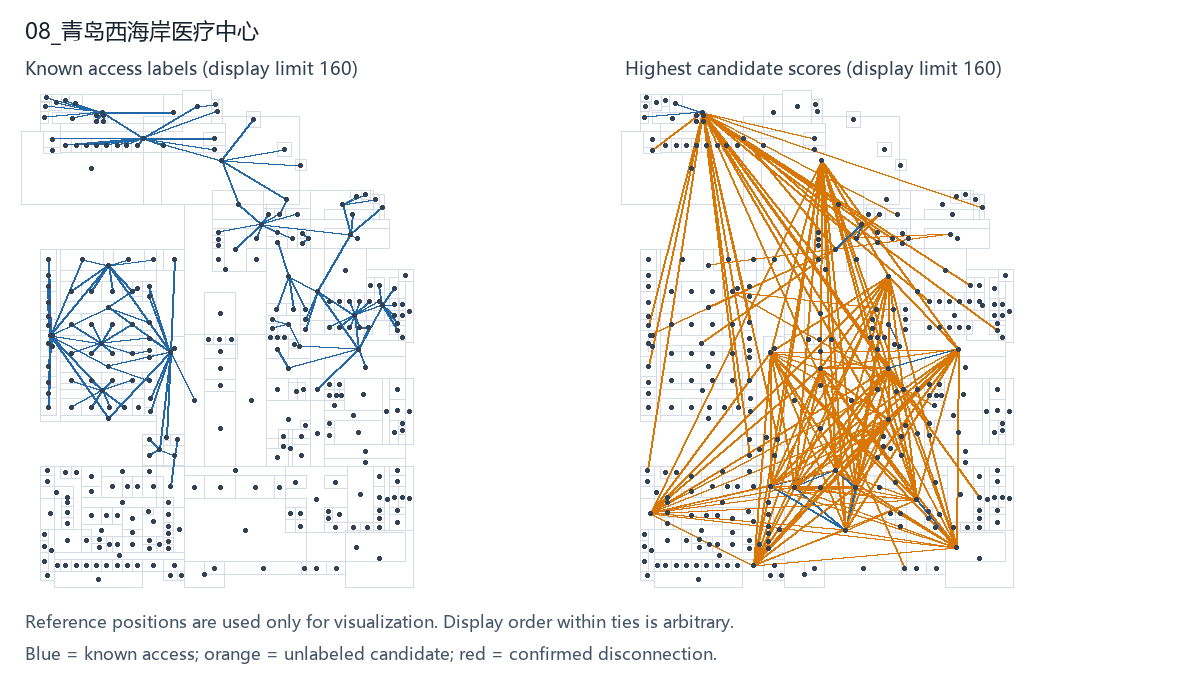 08_青岛西海岸医疗中心
Known access labels (display limit 160)
Highest candidate scores (display limit 160)
Reference positions are used only for visualization. Display order within ties is arbitrary.
Blue = known access; orange = unlabeled candidate; red = confirmed disconnection.